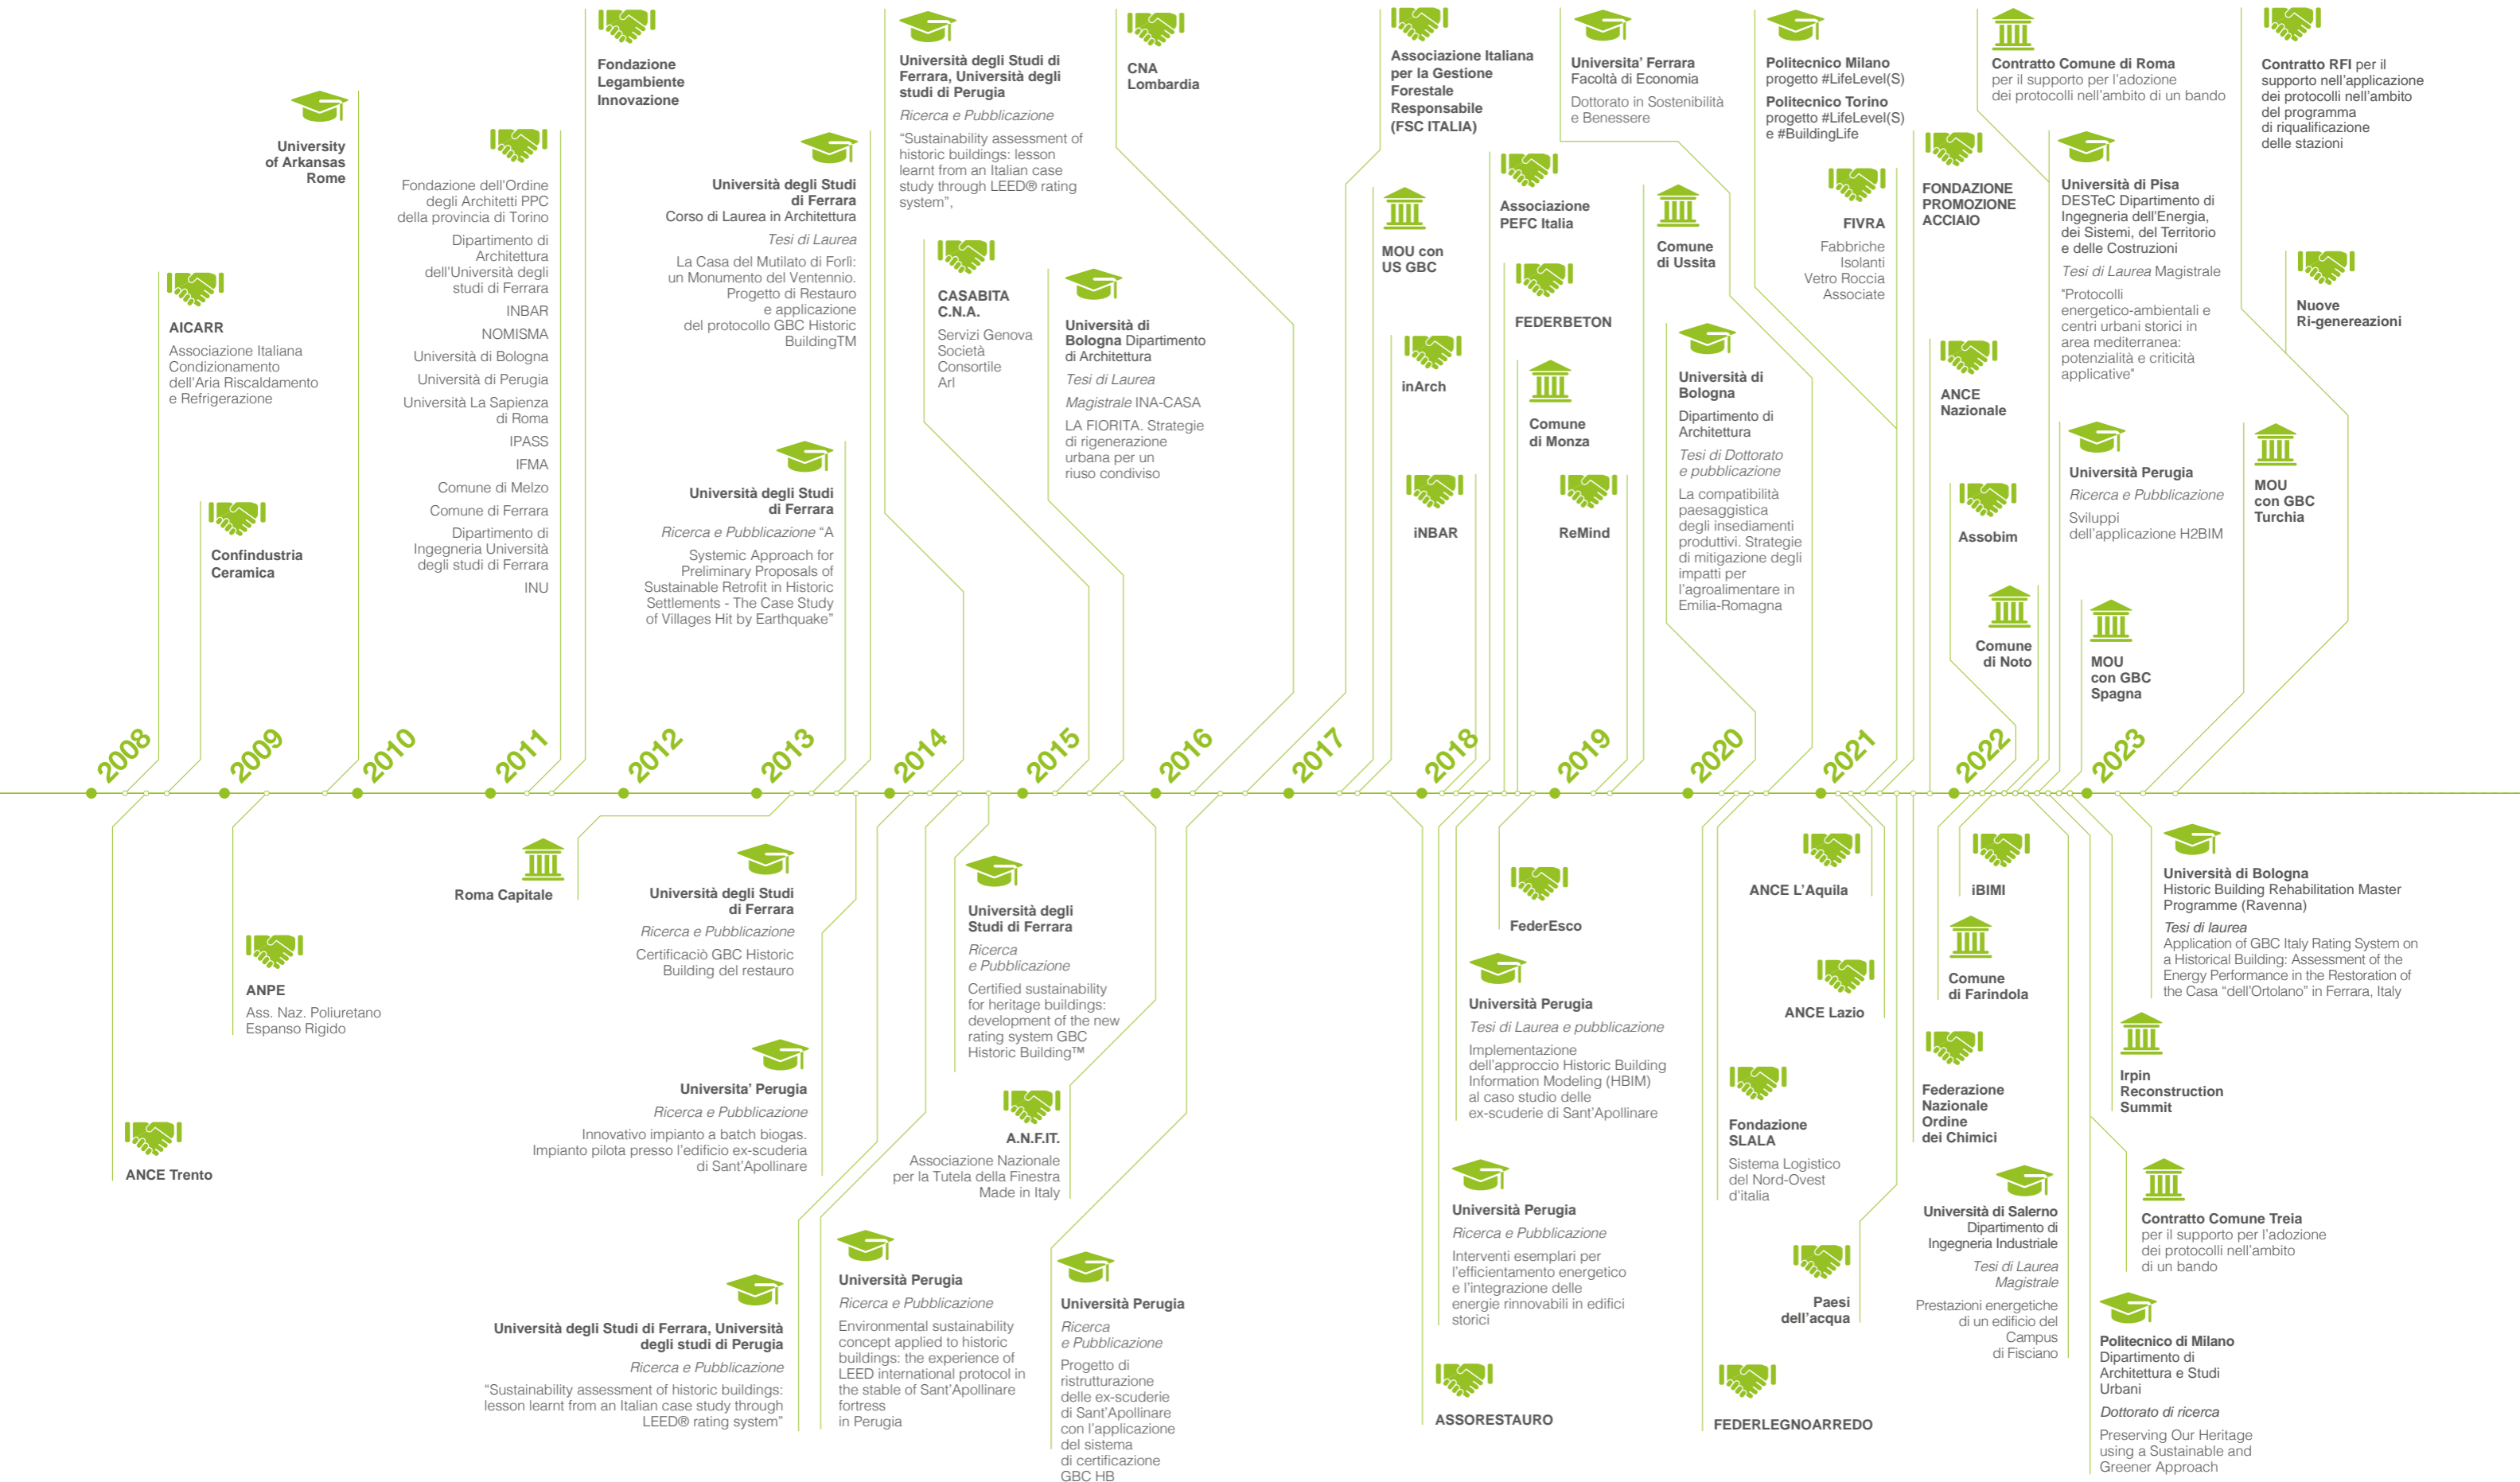 AICARR
Associazione Italiana
Condizionamento
dell'Aria Riscaldamento
e Refrigerazione
Confindustria
Ceramica
University
of Arkansas
Rome
Fondazione dell'Ordine
degli Architetti PPC
della provincia di Torino
Dipartimento di
Architettura
dell'Università degli
studi di Ferrara
INBAR
NOMISMA
Università di Bologna
Università di Perugia
Università La Sapienza
di Roma
IPASS
IFMA
Comune di Melzo
Comune di Ferrara
Dipartimento di
Ingegneria Università
degli studi di Ferrara
INU
Fondazione
Legambiente
Innovazione
Università degli Studi
di Ferrara
Corso di Laurea in Architettura
Tesi di Laurea
La Casa del Mutilato di Forlì:
un Monumento del Ventennio.
Progetto di Restauro
e applicazione
del protocollo GBC Historic
BuildingTM
Università degli Studi
di Ferrara
Ricerca e Pubblicazione “A
Systemic Approach for
Preliminary Proposals of
Sustainable Retrofit in Historic
Settlements - The Case Study
of Villages Hit by Earthquake”
Università degli Studi di
Ferrara, Università degli
studi di Perugia
Ricerca e Pubblicazione
“Sustainability assessment of
historic buildings: lesson
learnt from an Italian case
study through LEED® rating
system”,
CASABITA
C.N.A.
Servizi Genova
Società
Consortile
Arl
Università di
Bologna Dipartimento
di Architettura
Tesi di Laurea
Magistrale INA-CASA
LA FIORITA. Strategie
di rigenerazione
urbana per un
riuso condiviso
CNA
Lombardia
Associazione Italiana
per la Gestione
Forestale
Responsabile
(FSC ITALIA)
MOU con
US GBC
inArch
iNBAR
Associazione
PEFC Italia
FEDERBETON
Comune
di Monza
ReMind
Universita' Ferrara
Facoltà di Economia
Dottorato in Sostenibilità
e Benessere
Comune
di Ussita
Università di
Bologna
Dipartimento di
Architettura
Tesi di Dottorato
e pubblicazione
La compatibilità
paesaggistica
degli insediamenti
produttivi. Strategie
di mitigazione degli
impatti per
l'agroalimentare in
Emilia-Romagna
Politecnico Milano
progetto #LifeLevel(S)
Politecnico Torino
progetto #LifeLevel(S)
e #BuildingLife
FIVRA
Fabbriche
Isolanti
Vetro Roccia
Associate
FONDAZIONE
PROMOZIONE
ACCIAIO
ANCE
Nazionale
Assobim
Comune
di Noto
Contratto Comune di Roma
per il supporto per l'adozione
dei protocolli nell'ambito di un bando
Università di Pisa
DESTeC Dipartimento di
Ingegneria dell'Energia,
dei Sistemi, del Territorio
e delle Costruzioni
Tesi di Laurea Magistrale
"Protocolli
energetico-ambientali e
centri urbani storici in
area mediterranea:
potenzialità e criticità
applicative"
Università Perugia
Ricerca e Pubblicazione
Sviluppi
dell'applicazione H2BIM
MOU
con GBC
Spagna
Contratto RFI per il
supporto nell'applicazione
dei protocolli nell'ambito
del programma
di riqualificazione
delle stazioni
Nuove
Ri-genereazioni
MOU
con GBC
Turchia
2008
2009
2010
2011
2012
2013
2014
2015
2016
2017
2018
2019
2020
2021
2022
2023
ANCE Trento
ANPE
Ass. Naz. Poliuretano
Espanso Rigido
Roma Capitale
Università degli Studi
di Ferrara
Ricerca e Pubblicazione
Certificaciò GBC Historic
Building del restauro
Universita' Perugia
Ricerca e Pubblicazione
Innovativo impianto a batch biogas.
Impianto pilota presso l'edificio ex-scuderia
di Sant'Apollinare
Università degli Studi di Ferrara, Università
degli studi di Perugia
Ricerca e Pubblicazione
“Sustainability assessment of historic buildings:
lesson learnt from an Italian case study through
LEED® rating system”
Università Perugia
Ricerca e Pubblicazione
Environmental sustainability
concept applied to historic
buildings: the experience of
LEED international protocol in
the stable of Sant'Apollinare
fortress
in Perugia
Università degli
Studi di Ferrara
Ricerca
e Pubblicazione
Certified sustainability
for heritage buildings:
development of the new
rating system GBC
Historic Building™
A.N.F.IT.
Associazione Nazionale
per la Tutela della Finestra
Made in Italy
Università Perugia
Ricerca
e Pubblicazione
Progetto di
ristrutturazione
delle ex-scuderie
di Sant'Apollinare
con l'applicazione
del sistema
di certificazione
GBC HB
FederEsco
Università Perugia
Tesi di Laurea e pubblicazione
Implementazione
dell'approccio Historic Building
Information Modeling (HBIM)
al caso studio delle
ex-scuderie di Sant'Apollinare
Università Perugia
Ricerca e Pubblicazione
Interventi esemplari per
l'efficientamento energetico
e l'integrazione delle
energie rinnovabili in edifici
storici
ASSORESTAURO
ANCE L'Aquila
ANCE Lazio
Fondazione
SLALA
Sistema Logistico
del Nord-Ovest
d'italia
Paesi
dell'acqua
FEDERLEGNOARREDO
iBIMI
Comune
di Farindola
Federazione
Nazionale
Ordine
dei Chimici
Università di Salerno
Dipartimento di
Ingegneria Industriale
Tesi di Laurea
Magistrale
Prestazioni energetiche
di un edificio del
Campus
di Fisciano
Università di Bologna
Historic Building Rehabilitation Master
Programme (Ravenna)
Tesi di laurea
Application of GBC Italy Rating System on
a Historical Building: Assessment of the
Energy Performance in the Restoration of
the Casa “dell'Ortolano” in Ferrara, Italy
Irpin
Reconstruction
Summit
Contratto Comune Treia
per il supporto per l'adozione
dei protocolli nell'ambito
di un bando
Politecnico di Milano
Dipartimento di
Architettura e Studi
Urbani
Dottorato di ricerca
Preserving Our Heritage
using a Sustainable and
Greener Approach